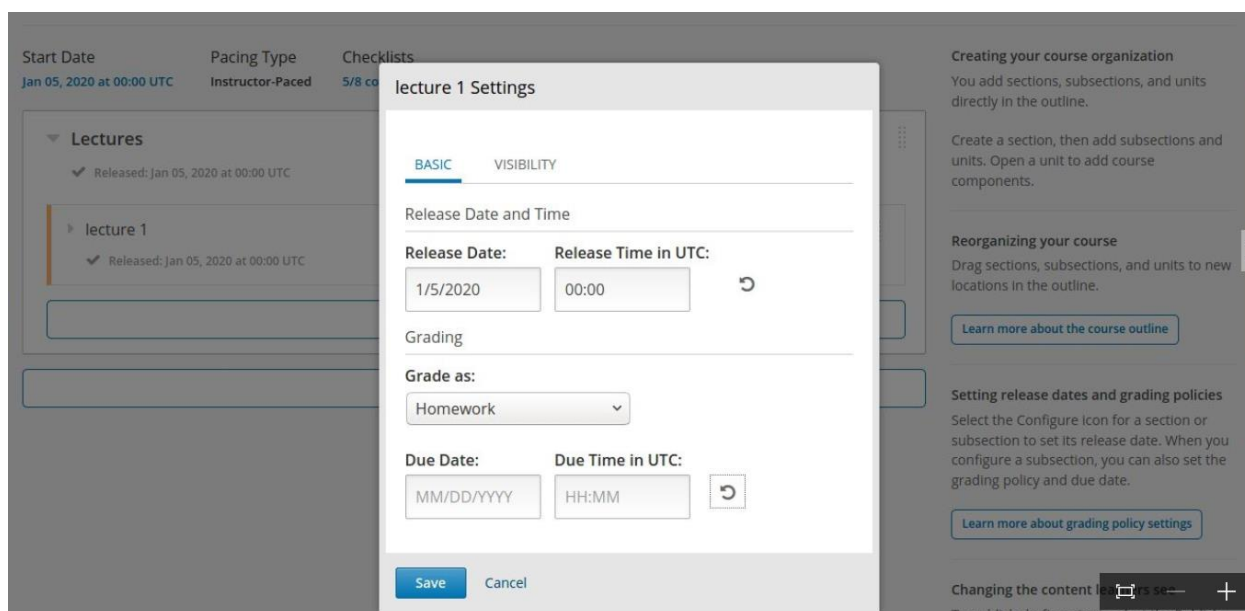 Start Date
Pacing Type
Checklists
Jan 05, 2020 at 00:00 UTC
Instructor-Paced
5/8 co
Lectures
Released: Jan 05, 2020 at 00:00 UTC
lecture 1
Released: Jan 05, 2020 at 00:00 UTC
lecture 1 Settings
BASIC
VISIBILITY
Release Date and Time
Release Date:
Release Time in UTC:
1/5/2020
00:00
Grading
Grade as:
Homework
Due Date:
Due Time in UTC:
MM/DD/YYYY
HH:MM
Save
Cancel
Creating your course organization
You add sections, subsections, and units
directly in the outline.
Create a section, then add subsections and
units. Open a unit to add course
components.
Reorganizing your course
Drag sections, subsections, and units to new
locations in the outline.
Learn more about the course outline
Setting release dates and grading policies
Select the Configure icon for a section or
subsection to set its release date. When you
configure a subsection, you can also set the
grading policy and due date.
Learn more about grading policy settings
Changing the content learners see